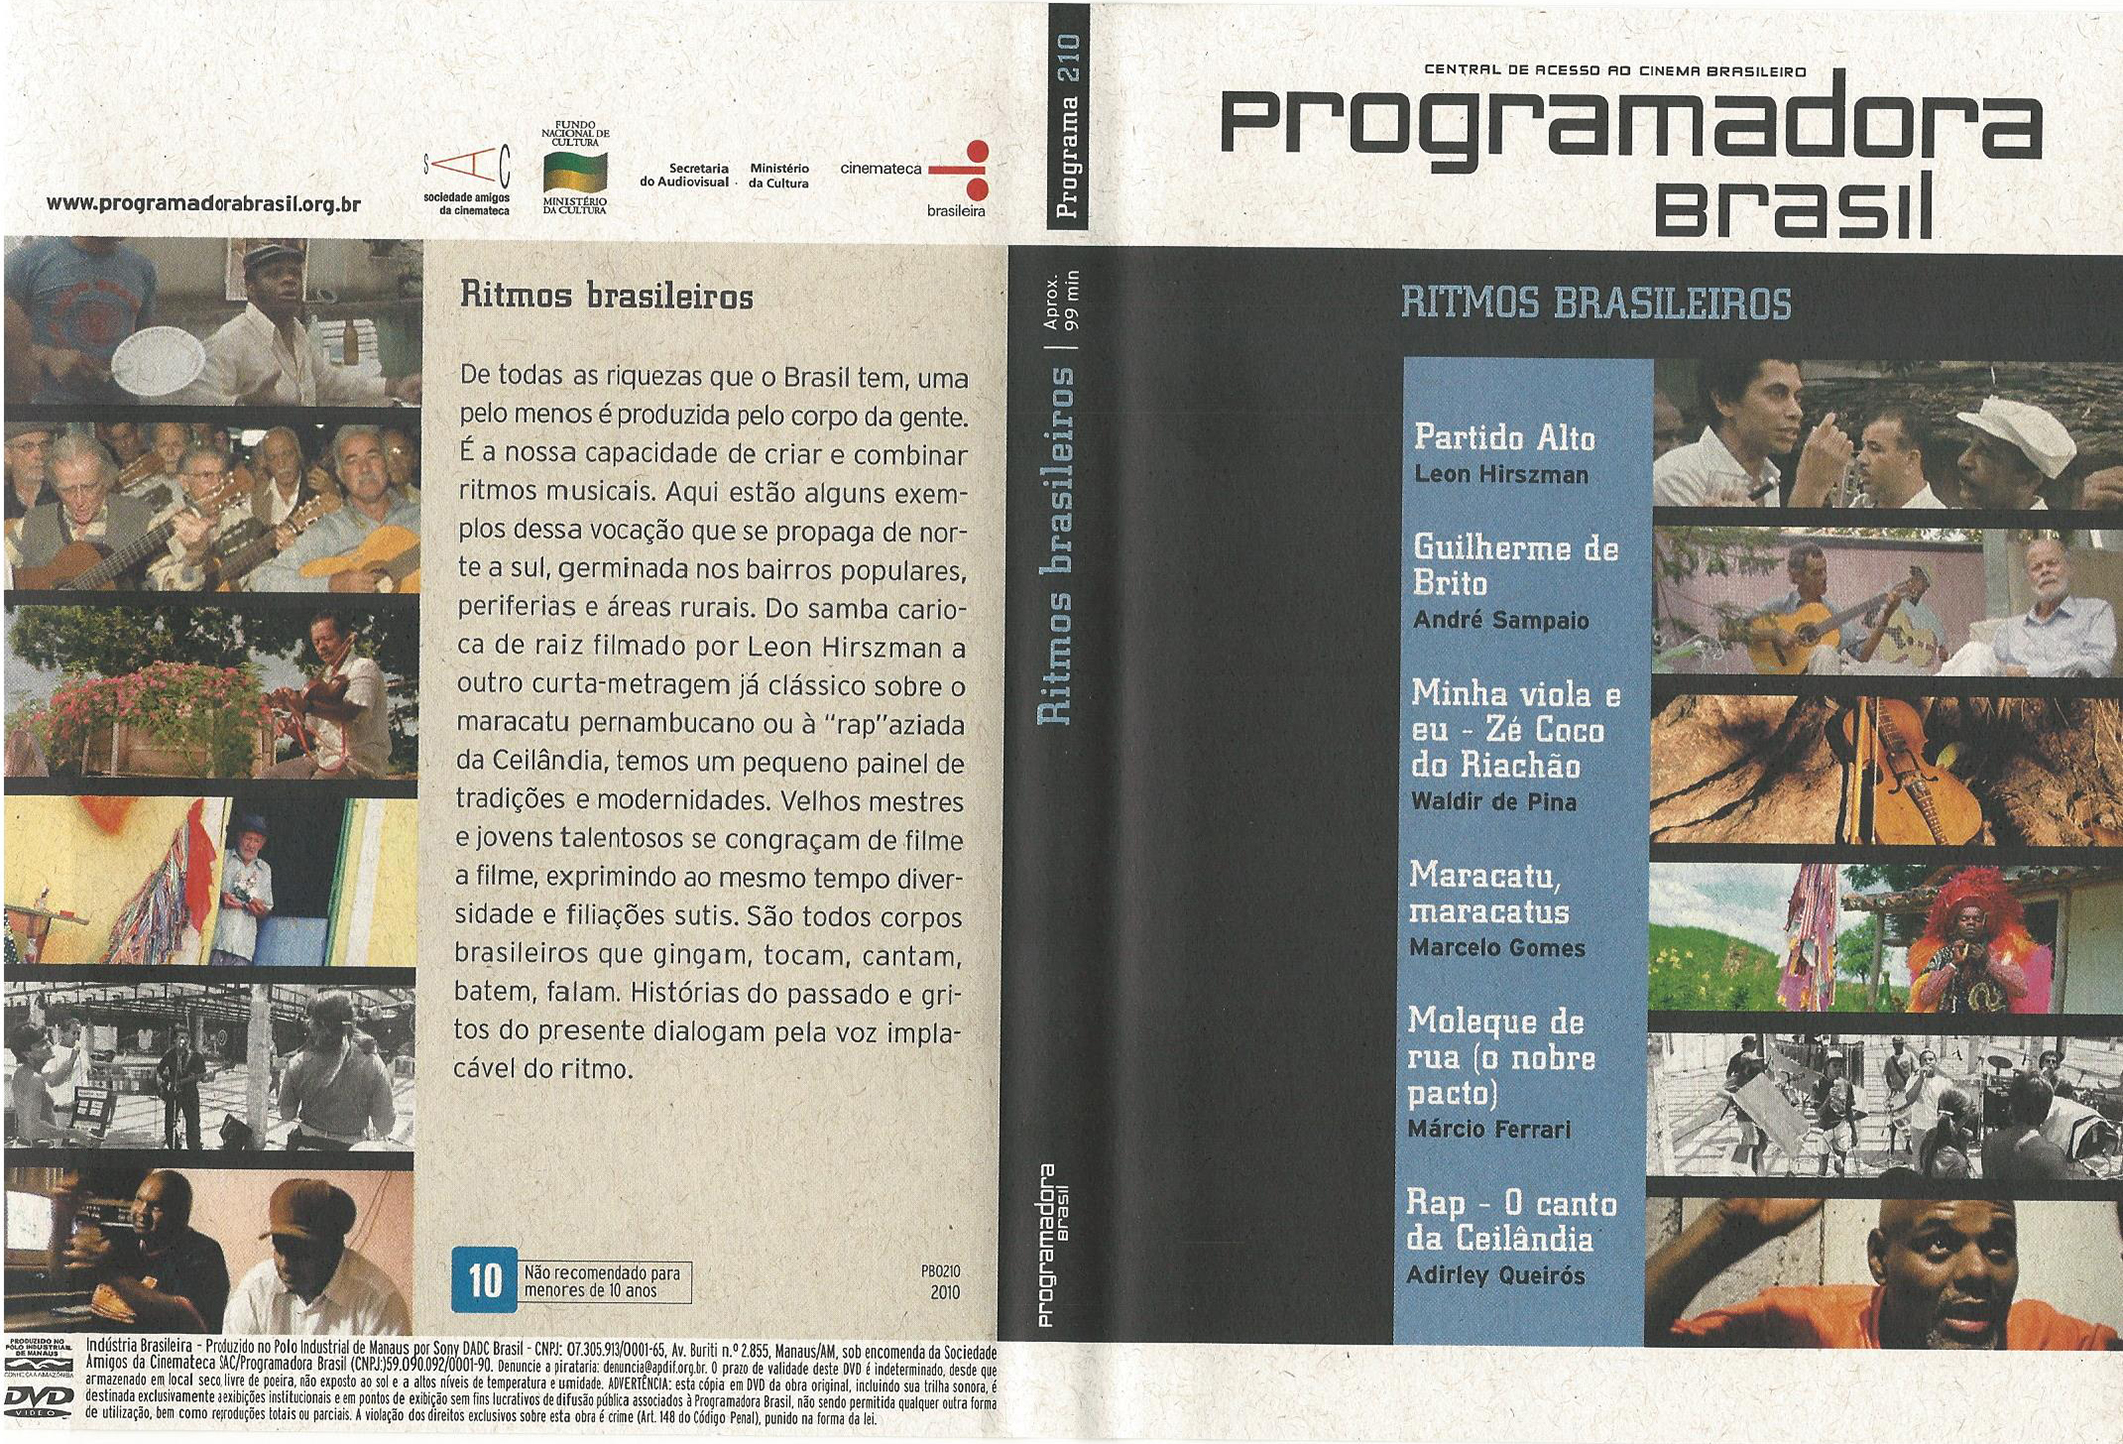 www.programadorabrasil.org.br
SAC
sociedade amigos
da cinemateca
FUNDO
NACIONAL DE
CULTURA
MINISTÉRIO
DA CULTURA
Secretaria
do Audiovisual
Ministério
da Cultura
cinemateca
brasileira
Ritmos brasileiros
De todas as riquezas que o Brasil tem, uma
pelo menos é produzida pelo corpo da gente.
É a nossa capacidade de criar e combinar
ritmos musicais. Aqui estão alguns exem-
plos dessa vocação que se propaga de nor-
te a sul, germinada nos bairros populares,
periferias e áreas rurais. Do samba cario-
ca de raiz filmado por Leon Hirszman a
outro curta-metragem já clássico sobre o
maracatu pernambucano ou à “rap”aziada
da Ceilândia, temos um pequeno painel de
tradições e modernidades. Velhos mestres
e jovens talentosos se congraçam de filme
a filme, exprimindo ao mesmo tempo diver-
sidade e filiações sutis. São todos corpos
brasileiros que gingam, tocam, cantam,
batem, falam. Histórias do passado e gri-
tos do presente dialogam pela voz impla-
cável do ritmo.
10
Não recomendado para
menores de 10 anos
PB0210
2010
PRODUZIDO NO
PÓLO INDUSTRIAL
DE MANAUS
CONHEÇA A AMAZÔNIA
DVD
VIDEO
Indústria Brasileira - Produzido no Polo Industrial de Manaus por Sony DADC Brasil - CNPJ: 07.305.913/0001-65, Av. Buriti n.º 2.855, Manaus/AM, sob encomenda da Sociedade
Amigos da Cinemateca SAC/Programadora Brasil (CNPJ:)59.090.092/0001-90. Denuncie a pirataria: denuncia@apdif.org.br. O prazo de validade deste DVD é indeterminado, desde que
armazenado em local seco, livre de poeira, não exposto ao sol e a altos níveis de temperatura e umidade. ADVERTÊNCIA: esta cópia em DVD da obra original, incluindo sua trilha sonora, é
destinada exclusivamente a exibições institucionais e em pontos de exibição sem fins lucrativos de difusão pública associados à Programadora Brasil, não sendo permitida qualquer outra forma
de utilização, bem como reproduções totais ou parciais. A violação dos direitos exclusivos sobre esta obra é crime (Art. 148 do Código Penal), punido na forma da lei.
Programa 210
Aprox.
99 min
Ritmos brasileiros
programadora
Brasil
CENTRAL DE ACESSO AO CINEMA BRASILEIRO
programadora
Brasil
RITMOS BRASILEIROS
Partido Alto
Leon Hirszman
Guilherme de
Brito
André Sampaio
Minha viola e
eu - Zé Coco
do Riachão
Waldir de Pina
Maracatu,
maracatus
Marcelo Gomes
Moleque de
rua (o nobre
pacto)
Márcio Ferrari
Rap - O canto
da Ceilândia
Adirley Queirós